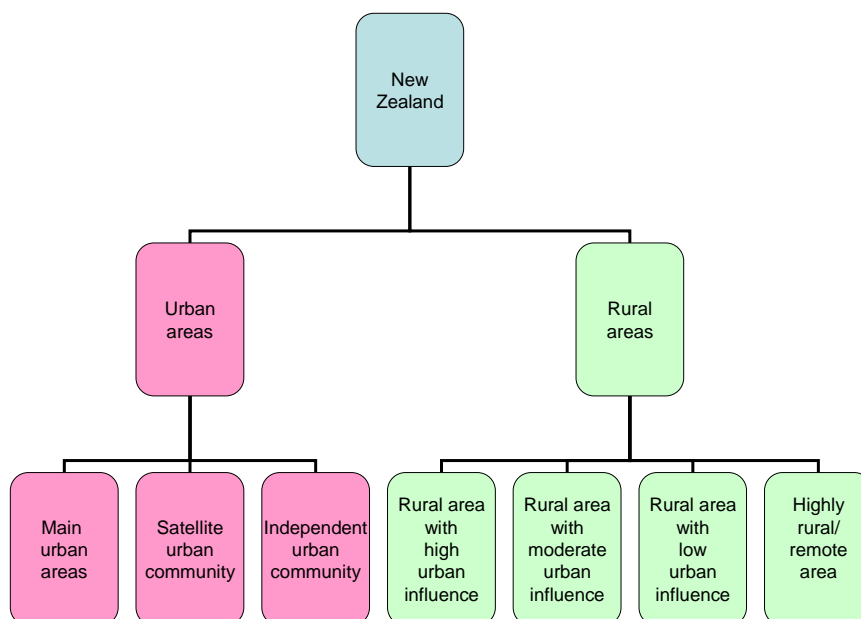 New
Zealand
Urban
areas
Rural
areas
Main
urban
areas
Satellite
urban
community
Independent
urban
community
Rural area
with
high
urban
influence
Rural area
with
moderate
urban
influence
Rural area
with
low
urban
influence
Highly
rural/
remote
area